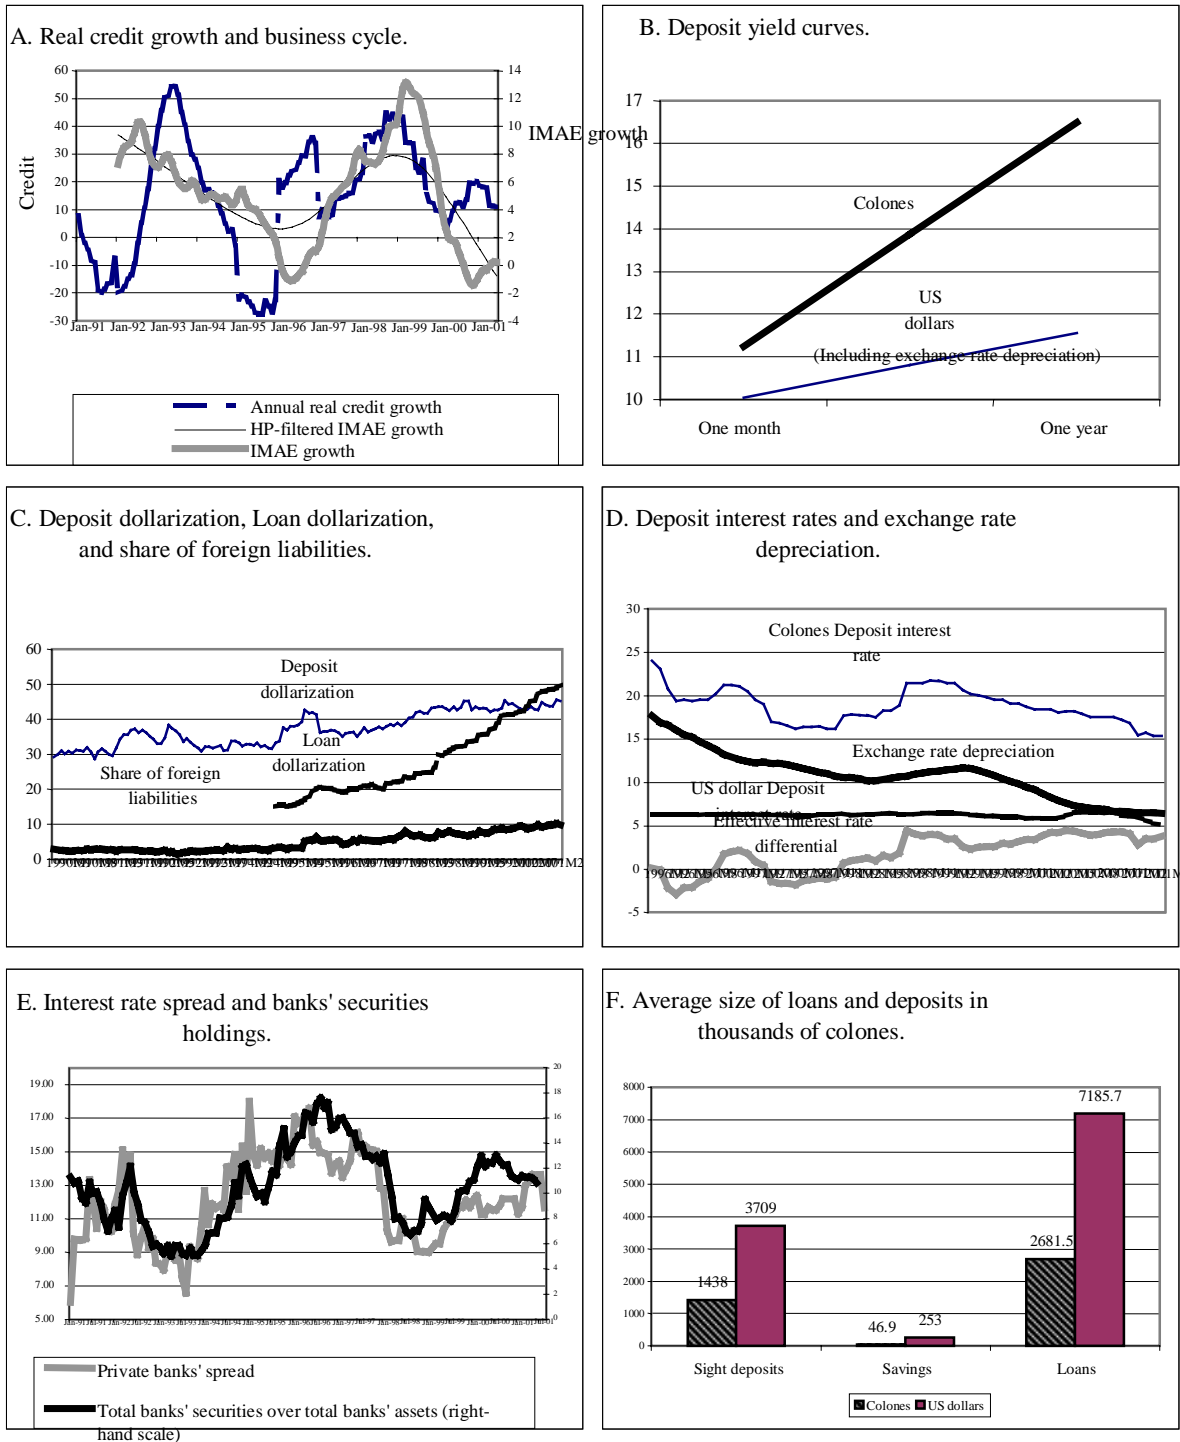 A. Real credit growth and business cycle.
60
50
40
30
20
10
0
-10
-20
-30
Credit
14
12
10
8
6
4
2
0
-2
-4
IMAE growth
Jan-91 Jan-92 Jan-93 Jan-94 Jan-95 Jan-96 Jan-97 Jan-98 Jan-99 Jan-00 Jan-01
Annual real credit growth
HP-filtered IMAE growth
IMAE growth
B. Deposit yield curves.
17
16
15
14
13
12
11
10
Colones
US
dollars
(Including exchange rate depreciation)
One month One year
C. Deposit dollarization, Loan dollarization,
and share of foreign liabilities.
60
50
40
30
20
10
0
Deposit
dollarization
Loan
dollarization
Share of foreign
liabilities
D. Deposit interest rates and exchange rate
depreciation.
30
25
20
15
10
5
0
-5
Colones Deposit interest
rate
Exchange rate depreciation
US dollar Deposit
interest rate
Effective interest rate
differential
E. Interest rate spread and banks' securities
holdings.
19.00
17.00
15.00
13.00
11.00
9.00
7.00
5.00
20
18
16
14
12
10
8
6
4
2
0
Private banks' spread
Total banks' securities over total banks' assets (right-
hand scale)
F. Average size of loans and deposits in
thousands of colones.
8000
7000
6000
5000
4000
3000
2000
1000
0
1438
3709
46.9
253
2681.5
7185.7
Sight deposits Savings Loans
Colones US dollars